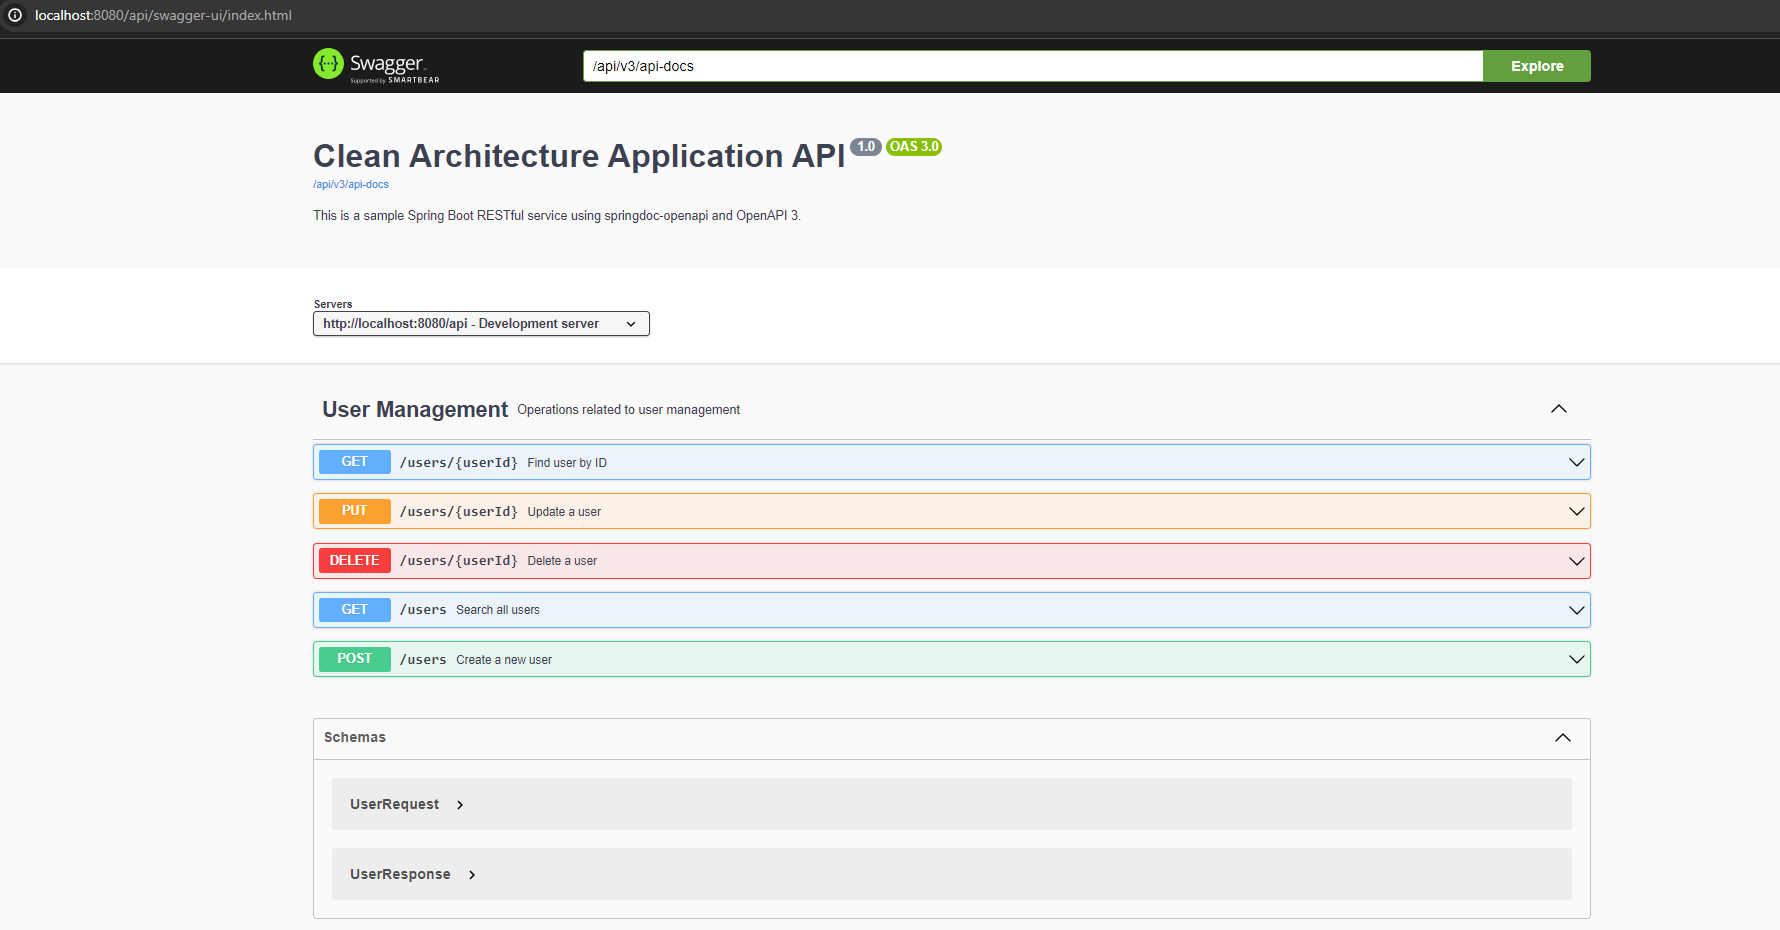 localhost:8080/api/swagger-ui/index.html
Swagger.
Supported by SMARTBEAR
/api/v3/api-docs
Explore
Clean Architecture Application API 1.0 OAS 3.0
/api/v3/api-docs
This is a sample Spring Boot RESTful service using springdoc-openapi and OpenAPI 3.
Servers
http://localhost:8080/api - Development server
User Management Operations related to user management
GET /users/{userId} Find user by ID
PUT /users/{userId} Update a user
DELETE /users/{userId} Delete a user
GET /users Search all users
POST /users Create a new user
Schemas
UserRequest
UserResponse